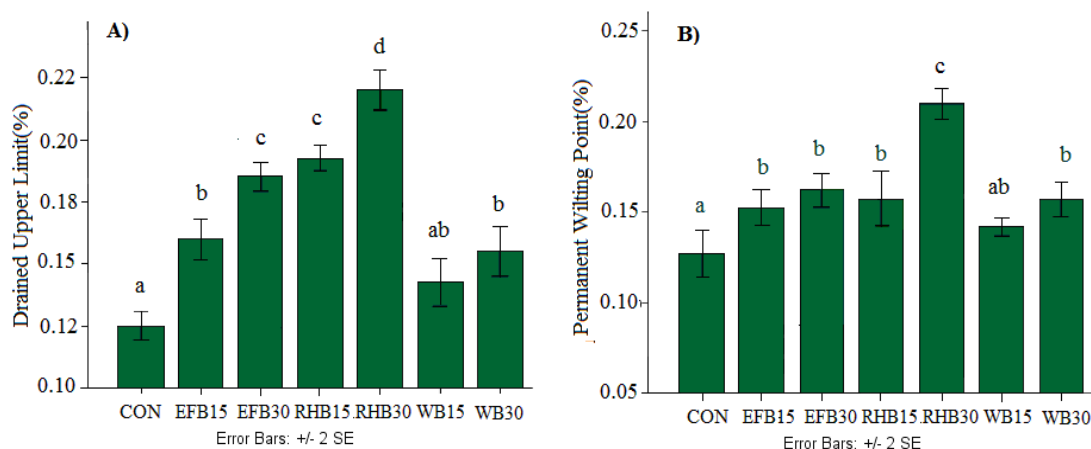 A)
Drained Upper Limit(%)
0.22
0.20
0.18
0.15
0.12
0.10
a
b
c
c
d
ab
b
CON EFB15 EFB30 RHB15 RHB30 WB15 WB30
Error Bars: +/- 2 SE
B)
Permanent Wilting Point(%)
0.25
0.20
0.15
0.10
0.05
a
b
b
b
c
ab
b
CON EFB15 EFB30 RHB15 RHB30 WB15 WB30
Error Bars: +/- 2 SE